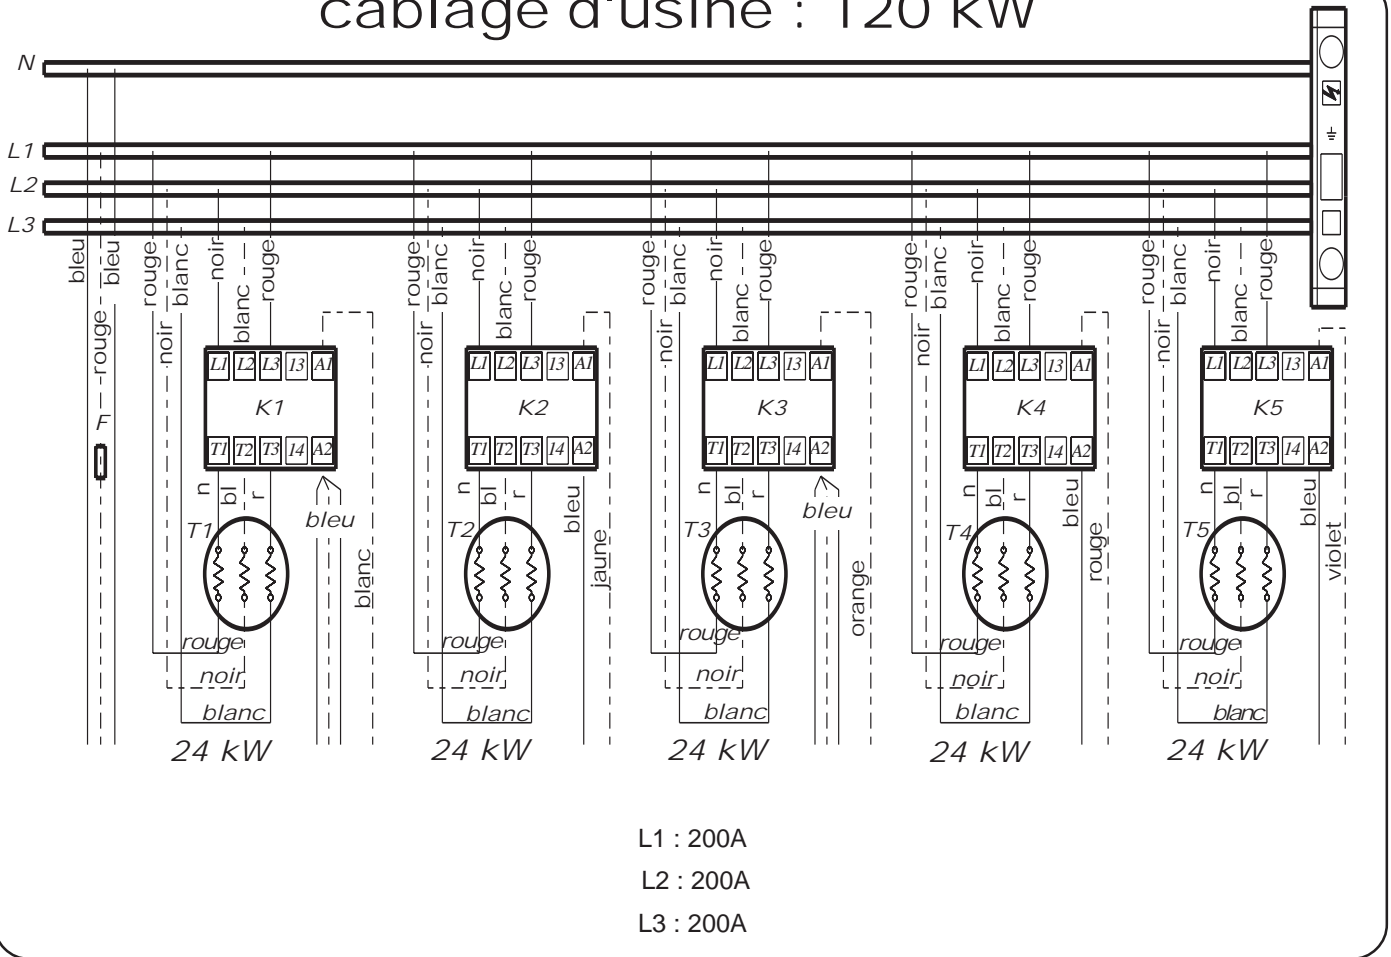 câblage d'usine : 120 kW
N
L1
L2
L3
bleu rouge bleu
F
rouge noir blanc noir blanc rouge
L1 L2 L3 13 A1
K1
T1 T2 T3 14 A2
n bl r
bleu
blanc
T1
rouge
noir
blanc
24 kW
rouge noir blanc noir blanc rouge
L1 L2 L3 13 A1
K2
T1 T2 T3 14 A2
n bl r
bleu
jaune
T2
rouge
noir
blanc
24 kW
rouge noir blanc noir blanc rouge
L1 L2 L3 13 A1
K3
T1 T2 T3 14 A2
n bl r
bleu
orange
T3
rouge
noir
blanc
24 kW
rouge noir blanc noir blanc rouge
L1 L2 L3 13 A1
K4
T1 T2 T3 14 A2
n bl r
bleu
rouge
T4
rouge
noir
blanc
24 kW
rouge noir blanc noir blanc rouge
L1 L2 L3 13 A1
K5
T1 T2 T3 14 A2
n bl r
bleu
violet
T5
rouge
noir
blanc
24 kW
L1 : 200A
L2 : 200A
L3 : 200A